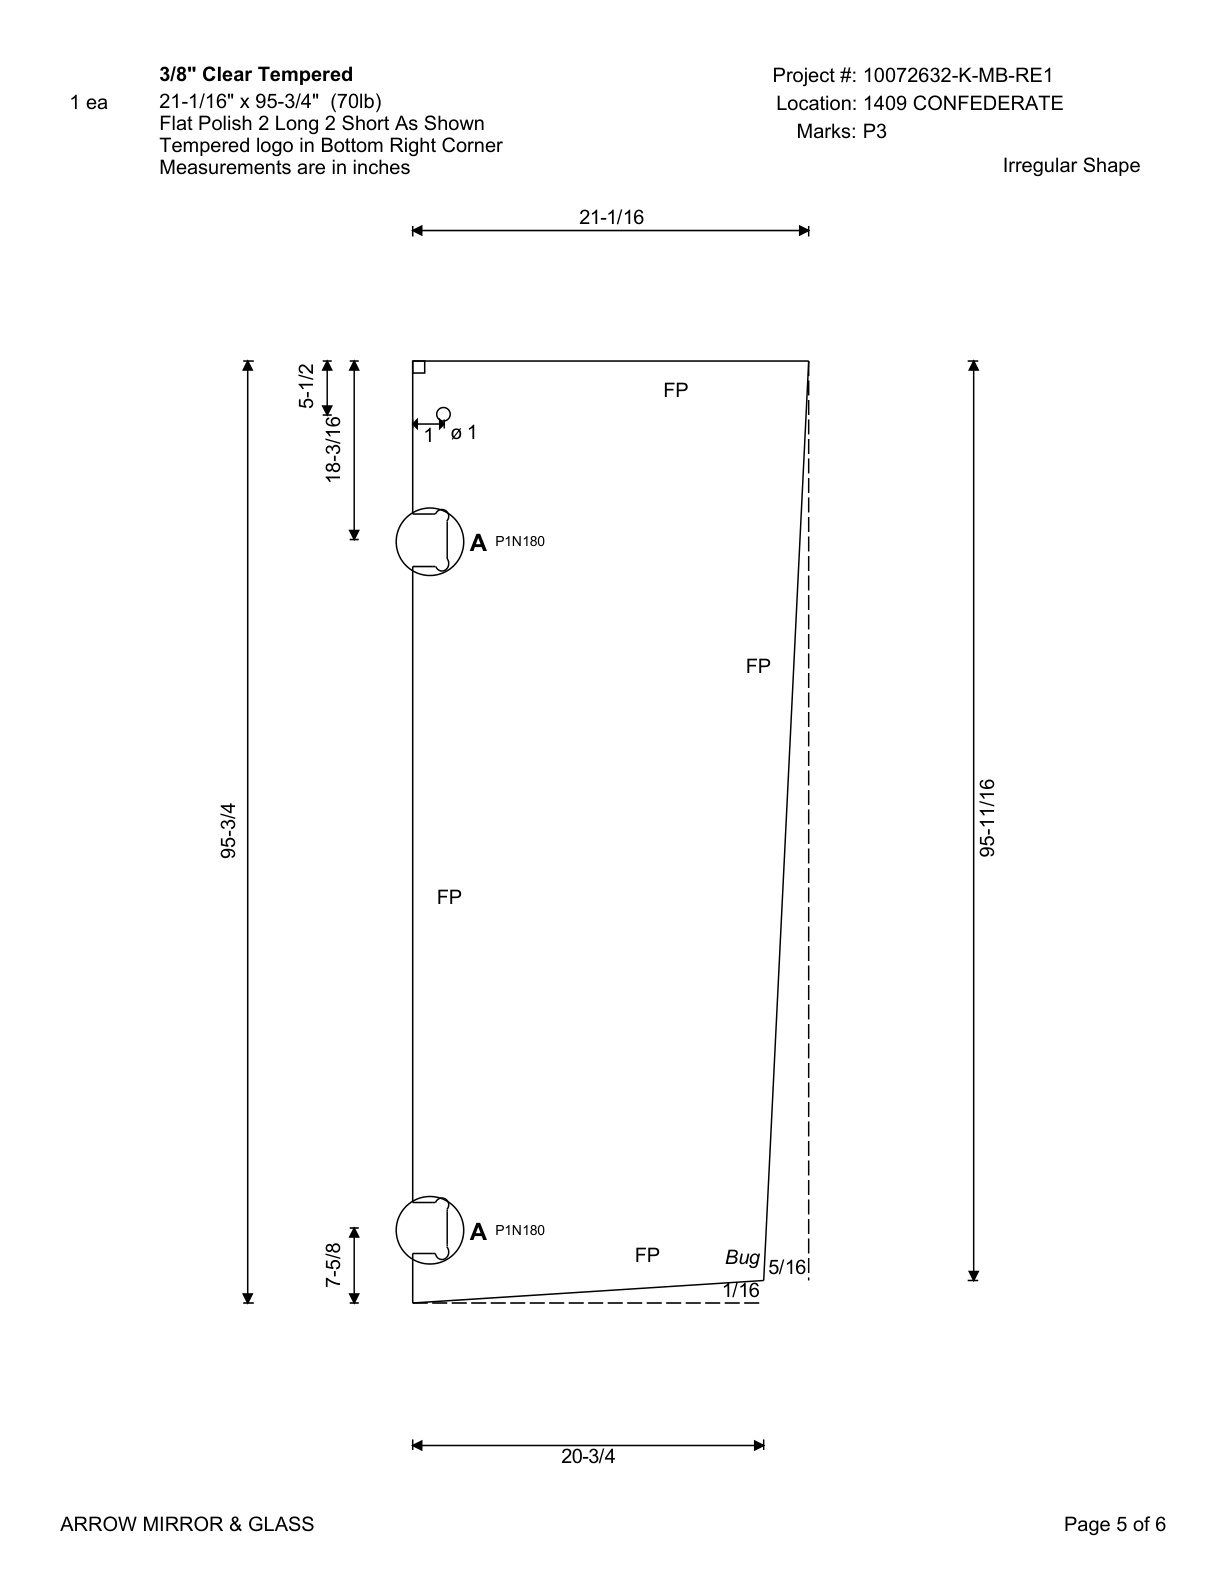 3/8" Clear Tempered
1 ea
21-1/16" x 95-3/4" (70lb)
Flat Polish 2 Long 2 Short As Shown
Tempered logo in Bottom Right Corner
Measurements are in inches
Project #: 10072632-K-MB-RE1
Location: 1409 CONFEDERATE
Marks: P3
Irregular Shape
21-1/16
5-1/2
18-3/16
FP
1
ø 1
A P1N180
FP
95-3/4
95-11/16
FP
A P1N180
7-5/8
FP
Bug
5/16
1/16
20-3/4
ARROW MIRROR & GLASS
Page 5 of 6